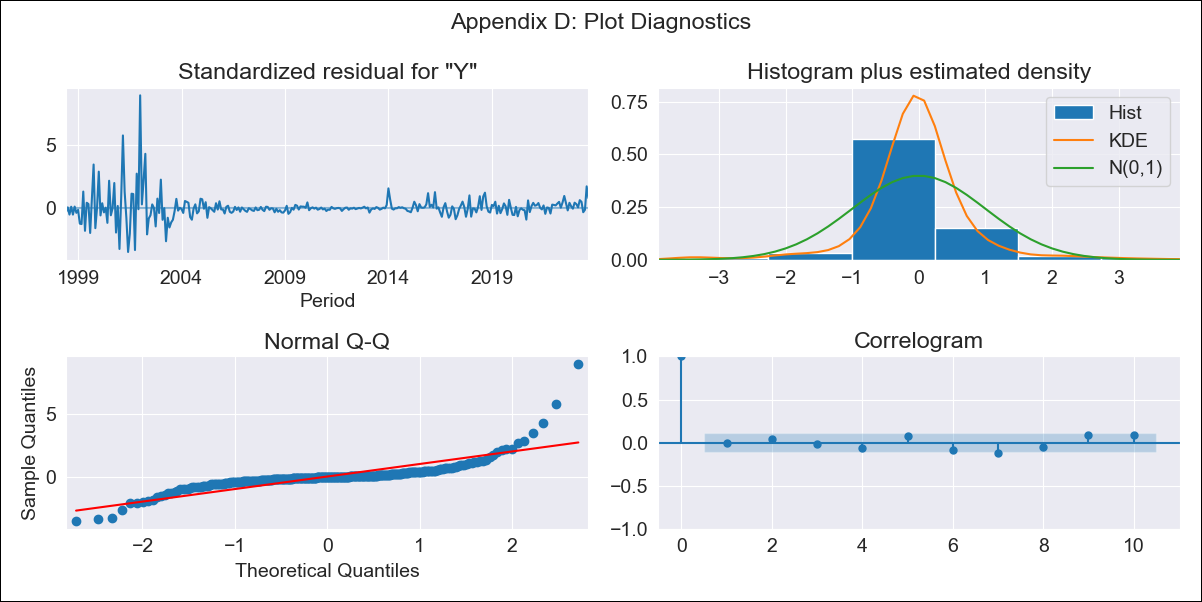 Appendix D: Plot Diagnostics
Standardized residual for "Y"
5
0
1999 2004 2009 2014 2019
Period
Histogram plus estimated density
0.75
0.50
0.25
0.00
−3 −2 −1 0 1 2 3
Hist
KDE
N(0,1)
Normal Q-Q
Sample Quantiles
5
0
−2 −1 0 1 2
Theoretical Quantiles
Correlogram
1.0
0.5
0.0
−0.5
−1.0
0 2 4 6 8 10